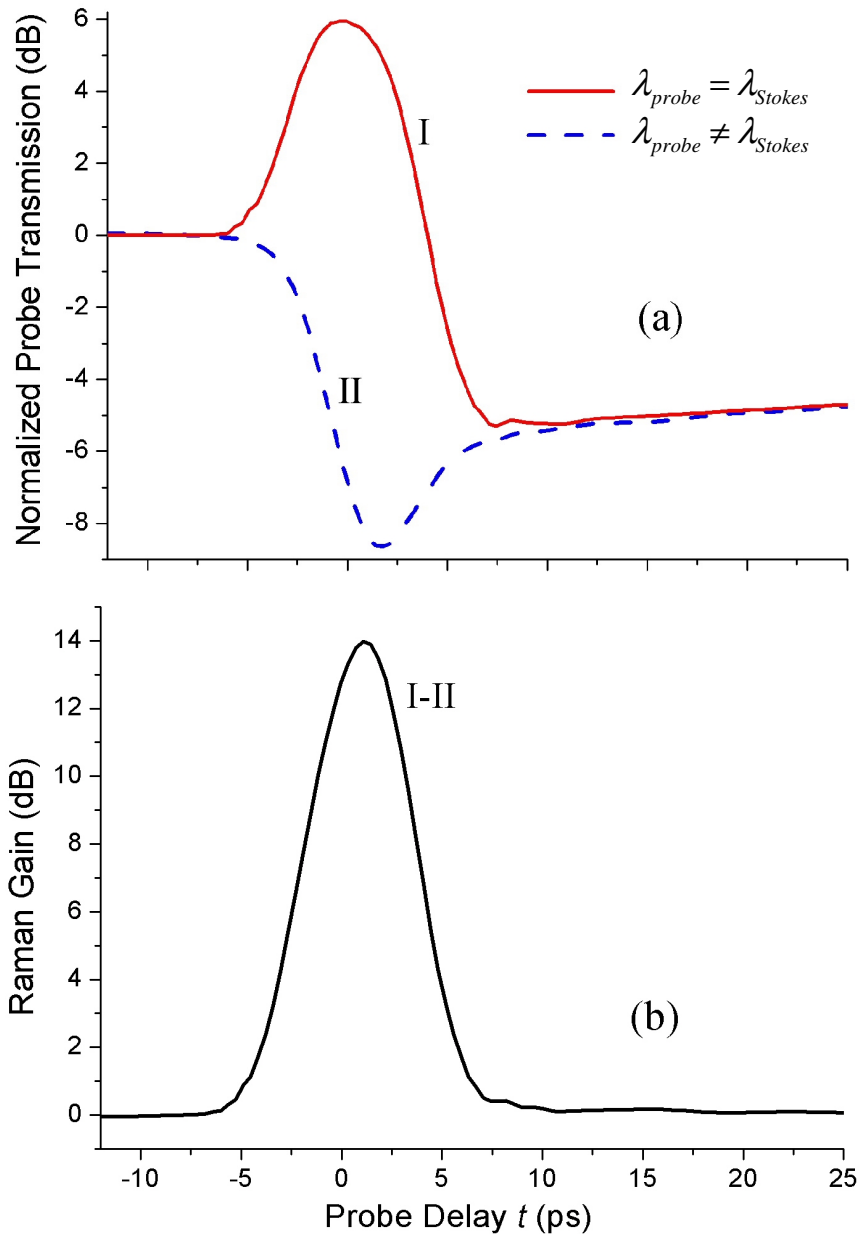 6
4
2
0
-2
-4
-6
-8
Normalized Probe Transmission (dB)
λprobe = λStokes
λprobe ≠ λStokes
I
II
(a)
14
12
10
8
6
4
2
0
Raman Gain (dB)
I-II
(b)
-10 -5 0 5 10 15 20 25
Probe Delay t (ps)